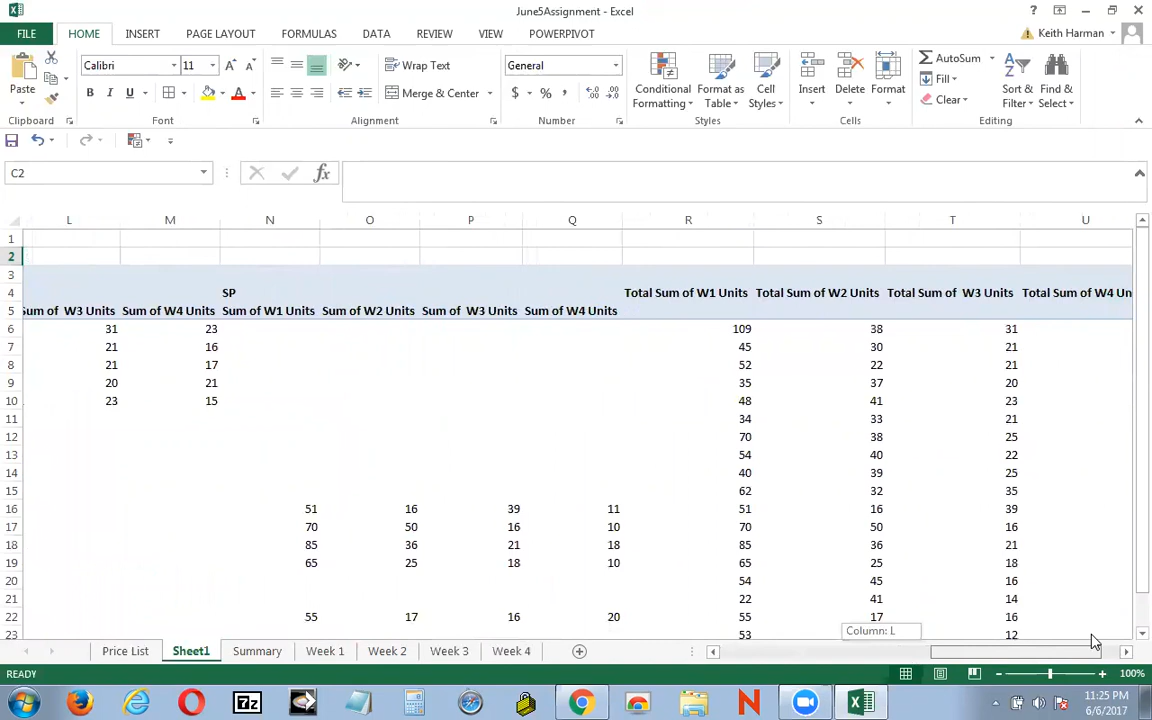 June5Assignment - Excel
FILE HOME INSERT PAGE LAYOUT FORMULAS DATA REVIEW VIEW POWERPIVOT Keith Harman
Calibri 11 Wrap Text General AutoSum
Paste B I U Merge & Center $ % , Conditional Formatting Format as Table Cell Styles Insert Delete Format Fill Clear Sort & Filter Find & Select
Clipboard Font Alignment Number Styles Cells Editing
C2 fx
L M N O P Q R S T U
1
2
3
4 SP Total Sum of W1 Units Total Sum of W2 Units Total Sum of W3 Units Total Sum of W4 Un
5 Sum of W3 Units Sum of W4 Units Sum of W1 Units Sum of W2 Units Sum of W3 Units Sum of W4 Units
6 31 23 109 38 31
7 21 16 45 30 21
8 21 17 52 22 21
9 20 21 35 37 20
10 23 15 48 41 23
11 34 33 21
12 70 38 25
13 54 40 22
14 40 39 25
15 62 32 35
16 51 16 39 11 51 16 39
17 70 50 16 10 70 50 16
18 85 36 21 18 85 36 21
19 65 25 18 10 65 25 18
20 54 45 16
21 22 41 14
22 55 17 16 20 55 17 16
23 53 12
Column: L
Price List Sheet1 Summary Week 1 Week 2 Week 3 Week 4
READY 100%
7z N
11:25 PM
6/6/2017